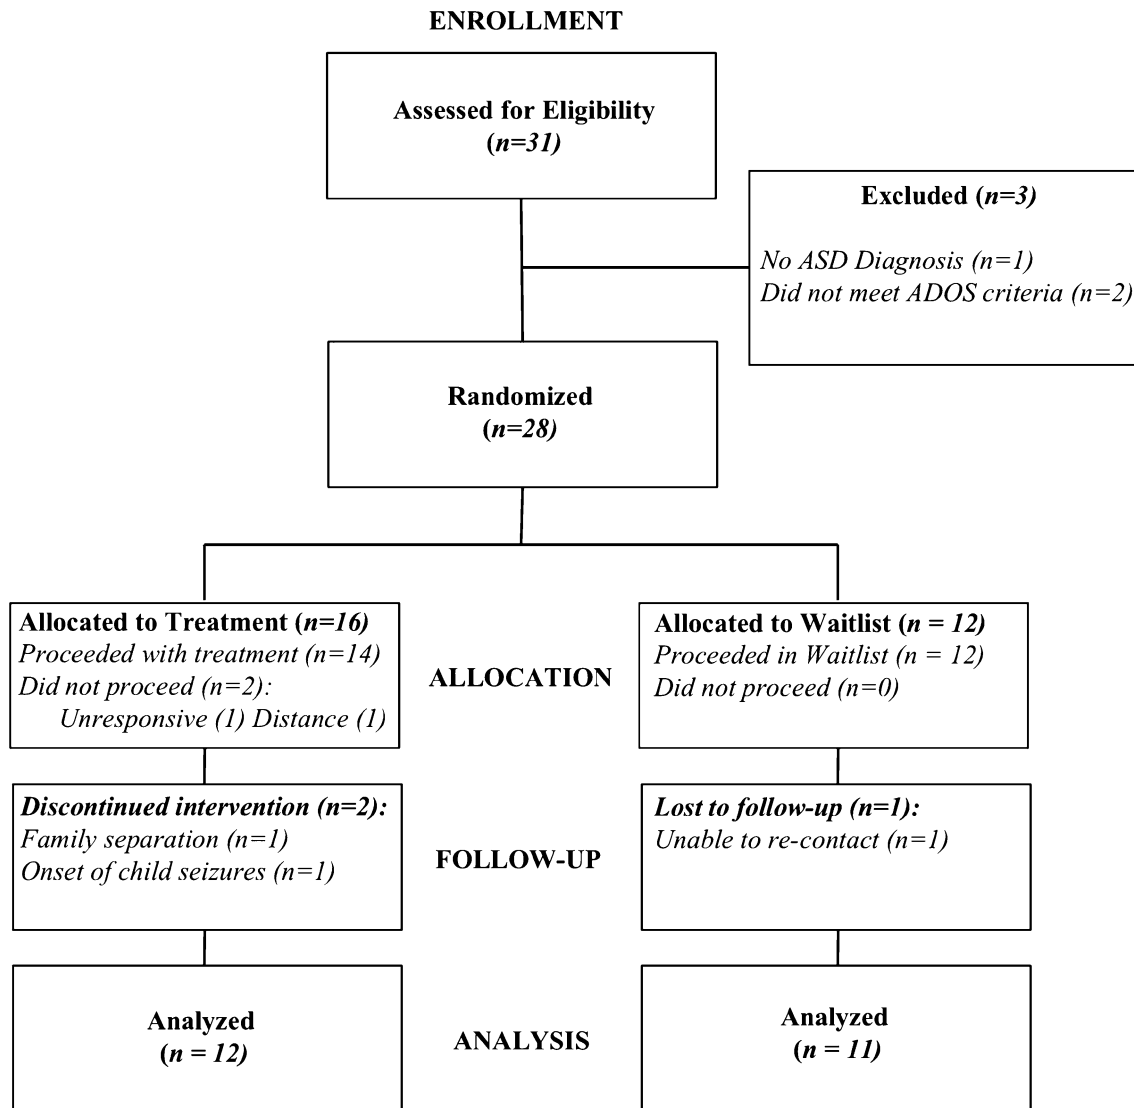 ENROLLMENT
Assessed for Eligibility
(n=31)
Excluded (n=3)
No ASD Diagnosis (n=1)
Did not meet ADOS criteria (n=2)
Randomized
(n=28)
Allocated to Treatment (n=16)
Proceeded with treatment (n=14)
Did not proceed (n=2):
Unresponsive (1) Distance (1)
ALLOCATION
Allocated to Waitlist (n = 12)
Proceeded in Waitlist (n = 12)
Did not proceed (n=0)
Discontinued intervention (n=2):
Family separation (n=1)
Onset of child seizures (n=1)
FOLLOW-UP
Lost to follow-up (n=1):
Unable to re-contact (n=1)
Analyzed
(n = 12)
ANALYSIS
Analyzed
(n = 11)